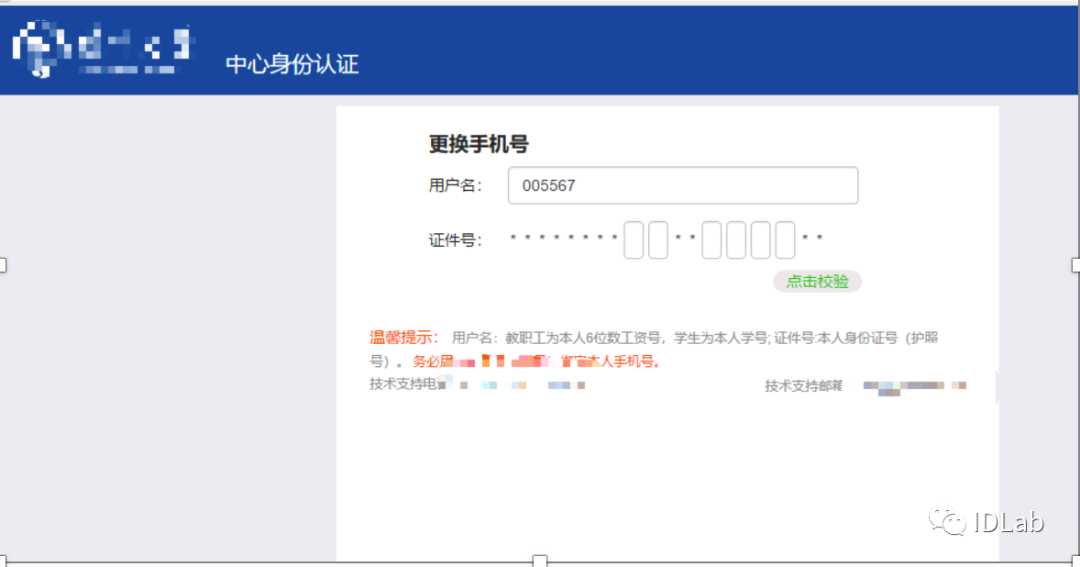 中心身份认证
更换手机号
用户名： 005567
证件号： * * * * * * * * * * * *
点击校验
温馨提示： 用户名：教职工为本人6位数工资号，学生为本人学号; 证件号:本人身份证号（护照
号）。 务必 绑定本人手机号。
技术支持电 技术支持邮箱
IDLab